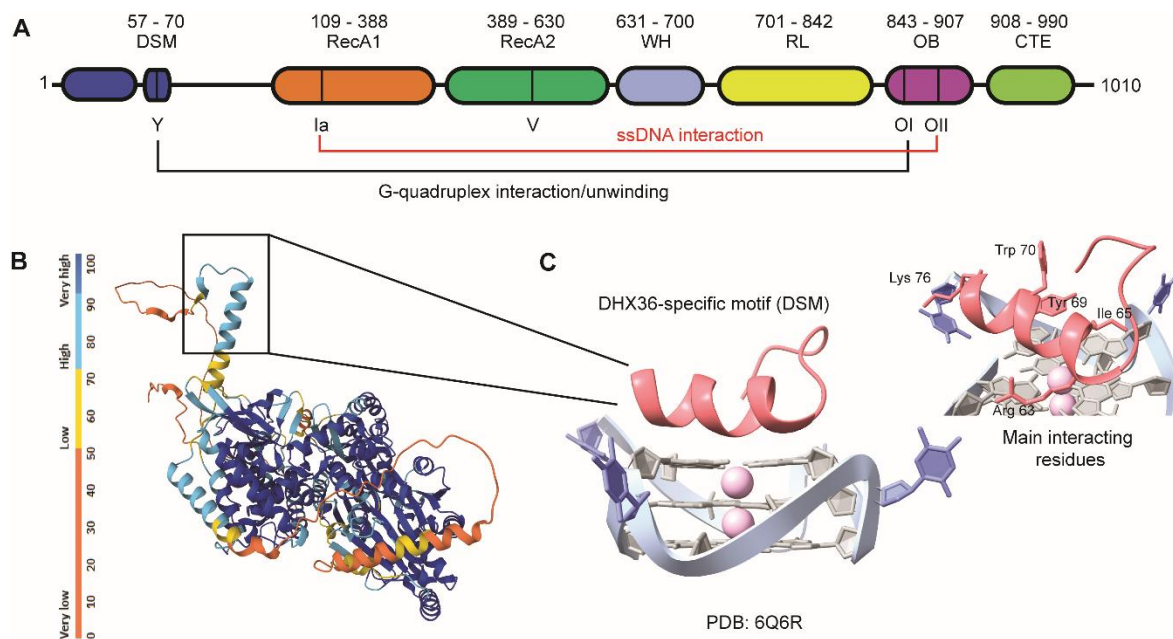 A
57 - 70 109 - 388 389 - 630 631 - 700 701 - 842 843 - 907 908 - 990
DSM RecA1 RecA2 WH RL OB CTE
1 1010
Y Ia V OI OII
ssDNA interaction
G-quadruplex interaction/unwinding
B
Very high
High
Low
Very low
100
90
80
70
60
50
40
30
20
10
0
C
DHX36-specific motif (DSM)
PDB: 6Q6R
Trp 70
Lys 76
Tyr 69
Ile 65
Arg 63
Main interacting
residues